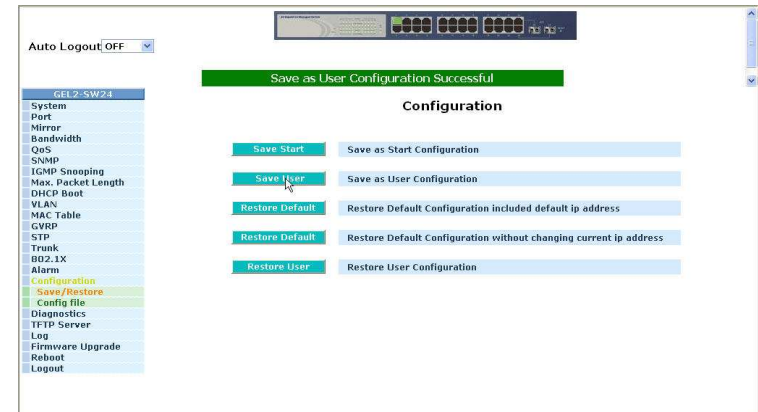 Auto Logout OFF
Save as User Configuration Successful
GEL2-SW24
System
Port
Mirror
Bandwidth
QoS
SNMP
IGMP Snooping
Max. Packet Length
DHCP Boot
VLAN
MAC Table
GVRP
STP
Trunk
802.1X
Alarm
Configuration
Save/Restore
Config file
Diagnostics
TFTP Server
Log
Firmware Upgrade
Reboot
Logout
Configuration
Save Start Save as Start Configuration
Save User Save as User Configuration
Restore Default Restore Default Configuration included default ip address
Restore Default Restore Default Configuration without changing current ip address
Restore User Restore User Configuration